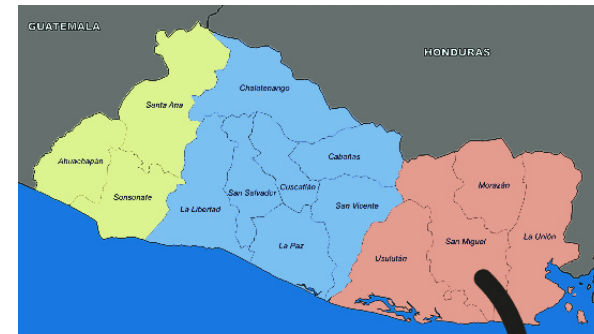 GUATEMALA
HONDURAS
Chalatenango
Santa Ana
Cabañas
Ahuachapán
Cuscatlán
Morazán
San Salvador
Sonsonate
La Libertad
San Vicente
La Unión
La Paz
San Miguel
Usulután